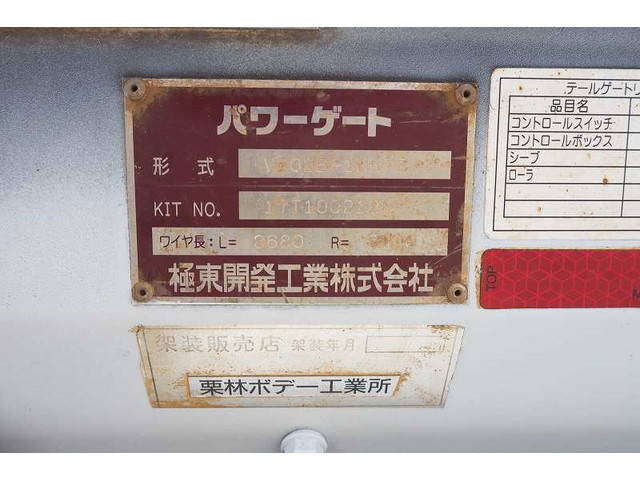 パワーゲート
形式
KIT NO.
ワイヤ長:L= R=
極東開発工業株式会社
架装販売店 架装年月
栗林ボデー工業所
テールゲートリ
品目名
コントロールスイッチ
コントロールボックス
シーブ
ローラ
TOP